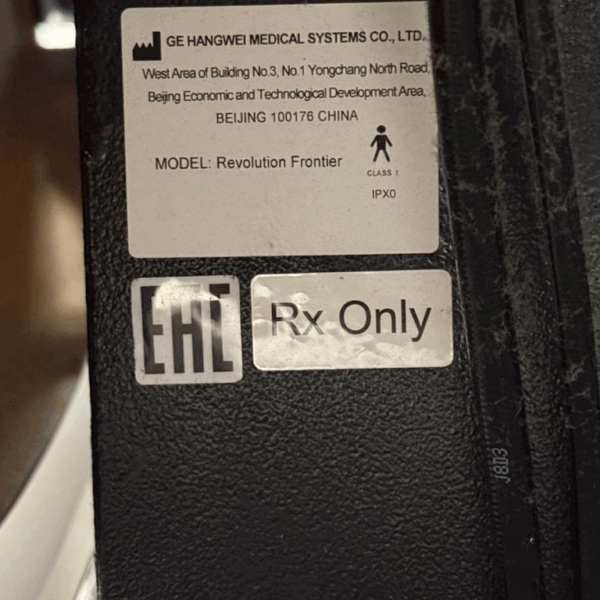 GE HANGWEI MEDICAL SYSTEMS CO., LTD.
West Area of Building No.3, No.1 Yongchang North Road,
Beijing Economic and Technological Development Area,
BEIJING 100176 CHINA
MODEL: Revolution Frontier
CLASS I
IPX0
EAC
Rx Only